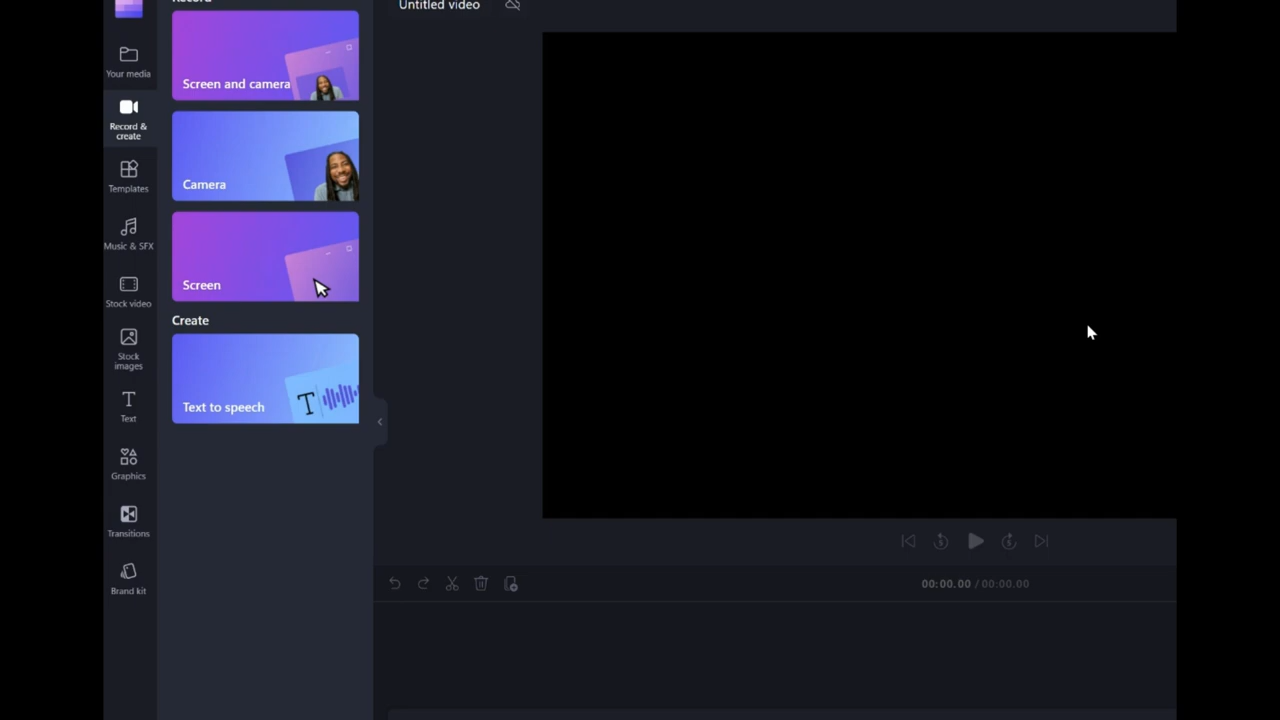 Record
Untitled video
Your media
Screen and camera
Record &
create
Camera
Templates
Music & SFX
Screen
Stock video
Create
Stock
images
Text to speech
T
Text
Graphics
Transitions
00:00.00 / 00:00.00
Brand kit